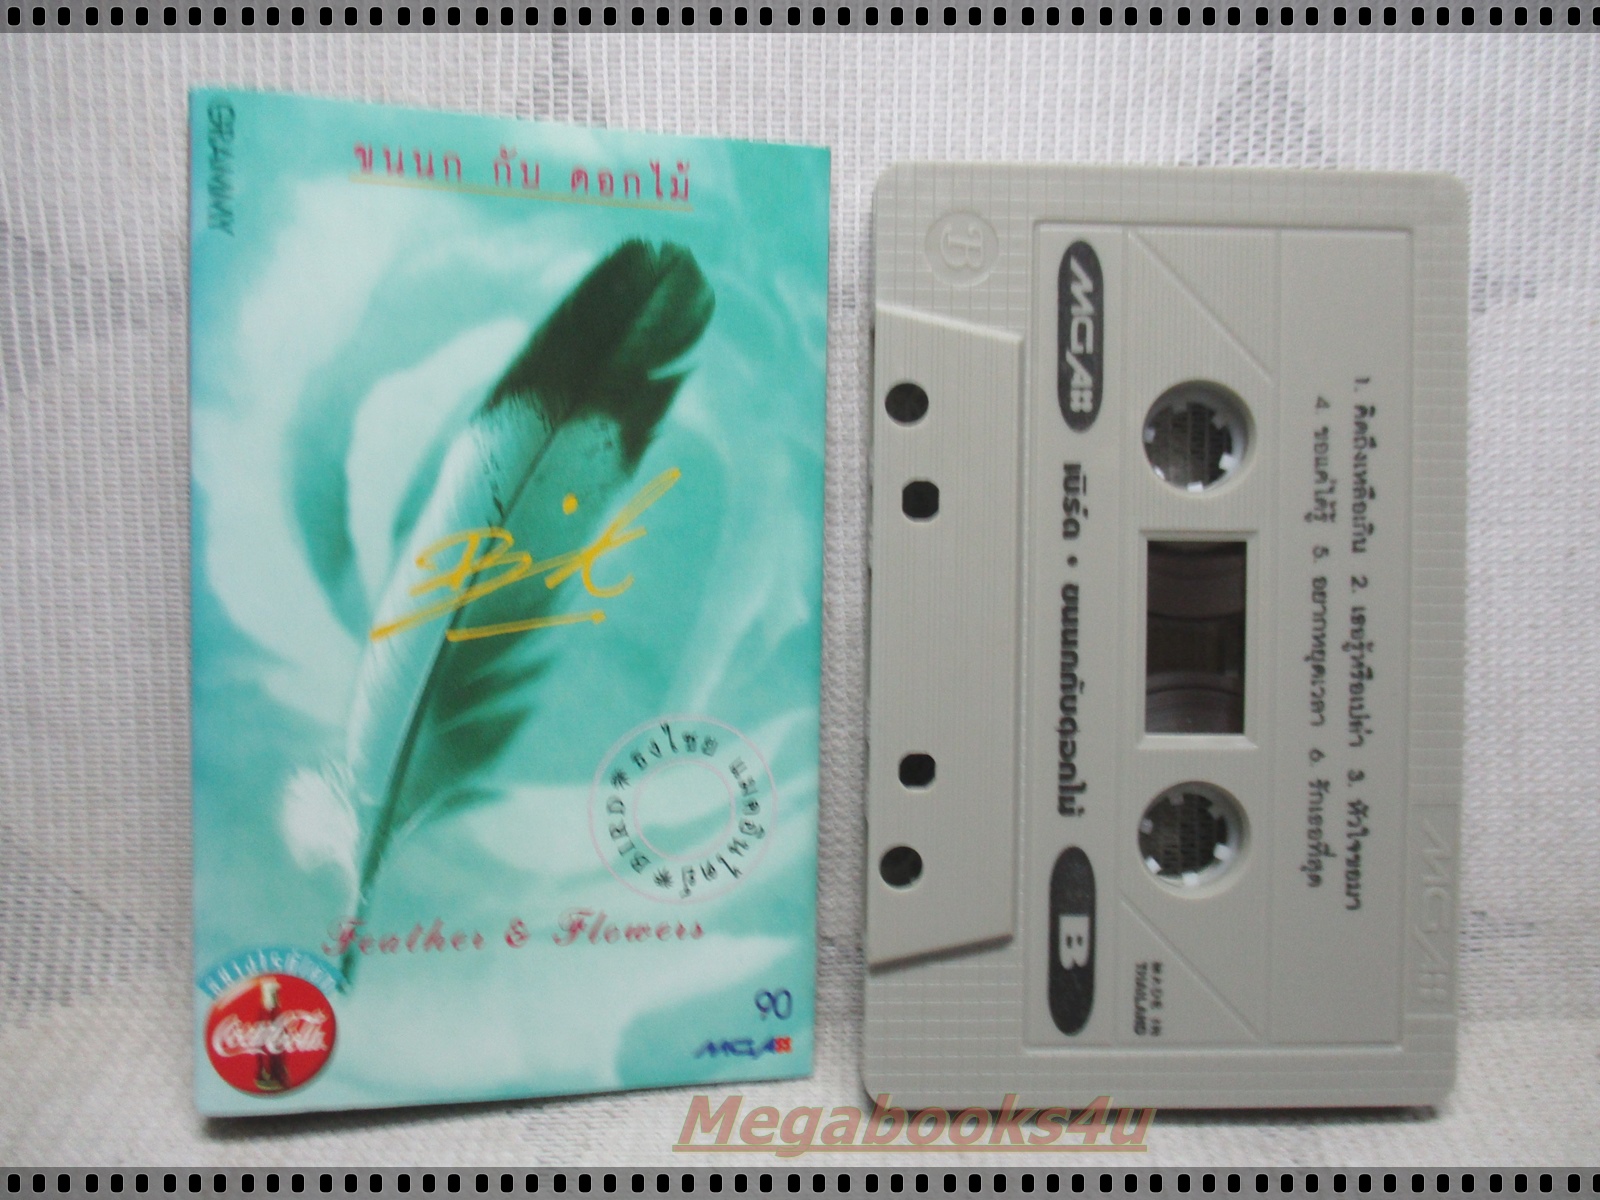 GRAMMY
ขนนก กับ ดอกไม้
Bird
BIRD*ธงไชย แมคอินไตย์*
Feather & Flowers
Coca-Cola
90
MGA
B
MGA
เบิร์ด • ขนนกกับดอกไม้
B
MADE IN
THAILAND
1. คิดถึงเหลือเกิน 2. เธอรู้หรือเปล่า 3. หัวใจขอมา
4. ขอแค่ได้รู้ 5. อยากหยุดเวลา 6. รักเธอที่สุด
MGA
Megabooks4u